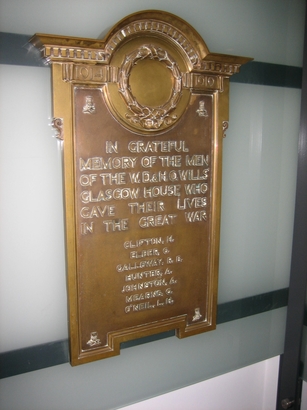 1914 1919
IN GRATEFUL
MEMORY OF THE MEN
OF THE W.D.& H.O.WILLS'
GLASGOW HOUSE WHO
GAVE THEIR LIVES
IN THE GREAT WAR
CLIFTON, H.
ELDER, G.
GALLOWAY, R. B.
HUNTER, A.
JOHNSTON, A.
MEARNS, G.
O'NEIL, L. H.